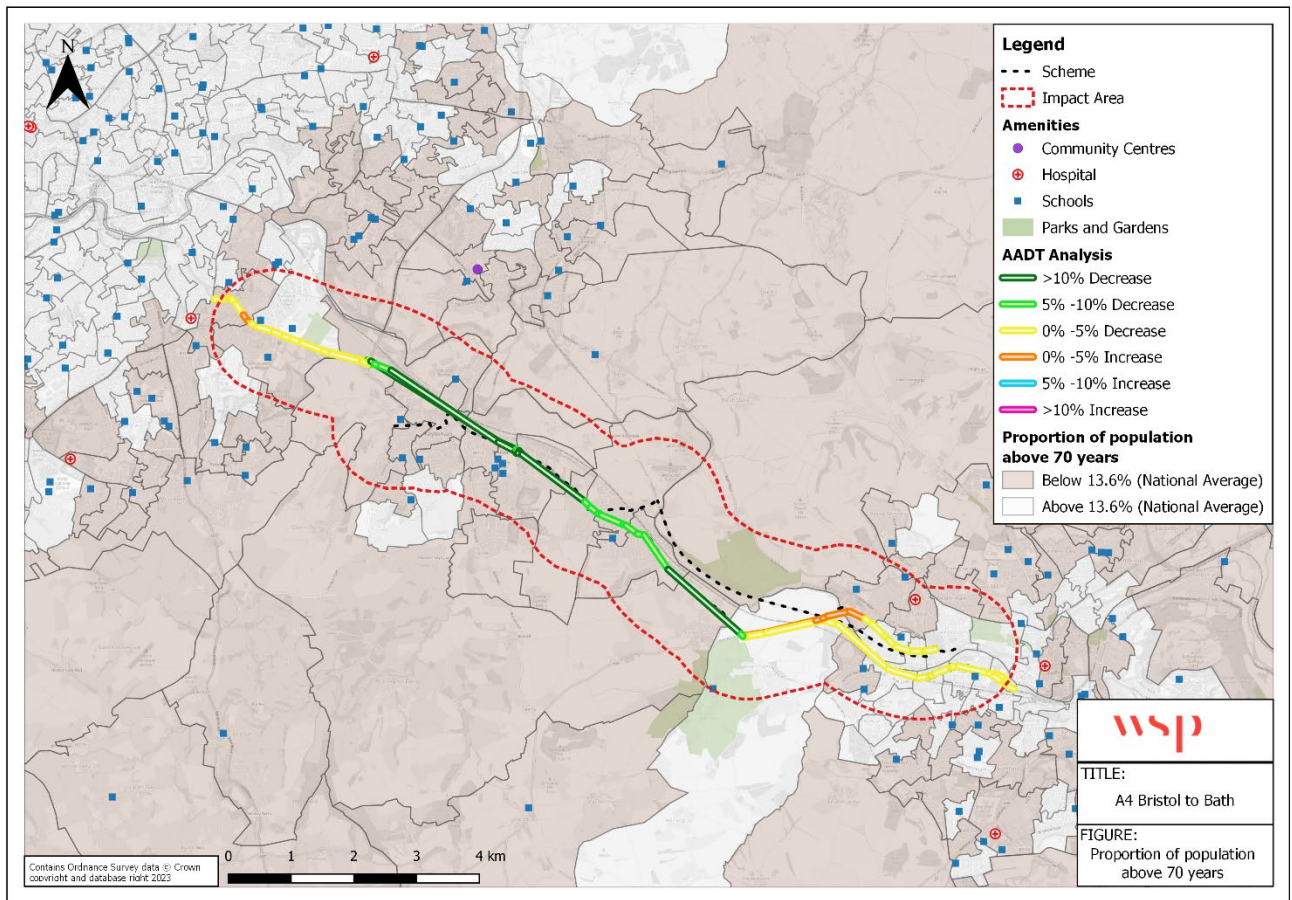 N
Legend
Scheme
Impact Area
Amenities
Community Centres
Hospital
Schools
Parks and Gardens
AADT Analysis
>10% Decrease
5% -10% Decrease
0% -5% Decrease
0% -5% Increase
5% -10% Increase
>10% Increase
Proportion of population
above 70 years
Below 13.6% (National Average)
Above 13.6% (National Average)
wsp
TITLE:
A4 Bristol to Bath
FIGURE:
Proportion of population
above 70 years
Contains Ordnance Survey data © Crown
copyright and database right 2023
0 1 2 3 4 km